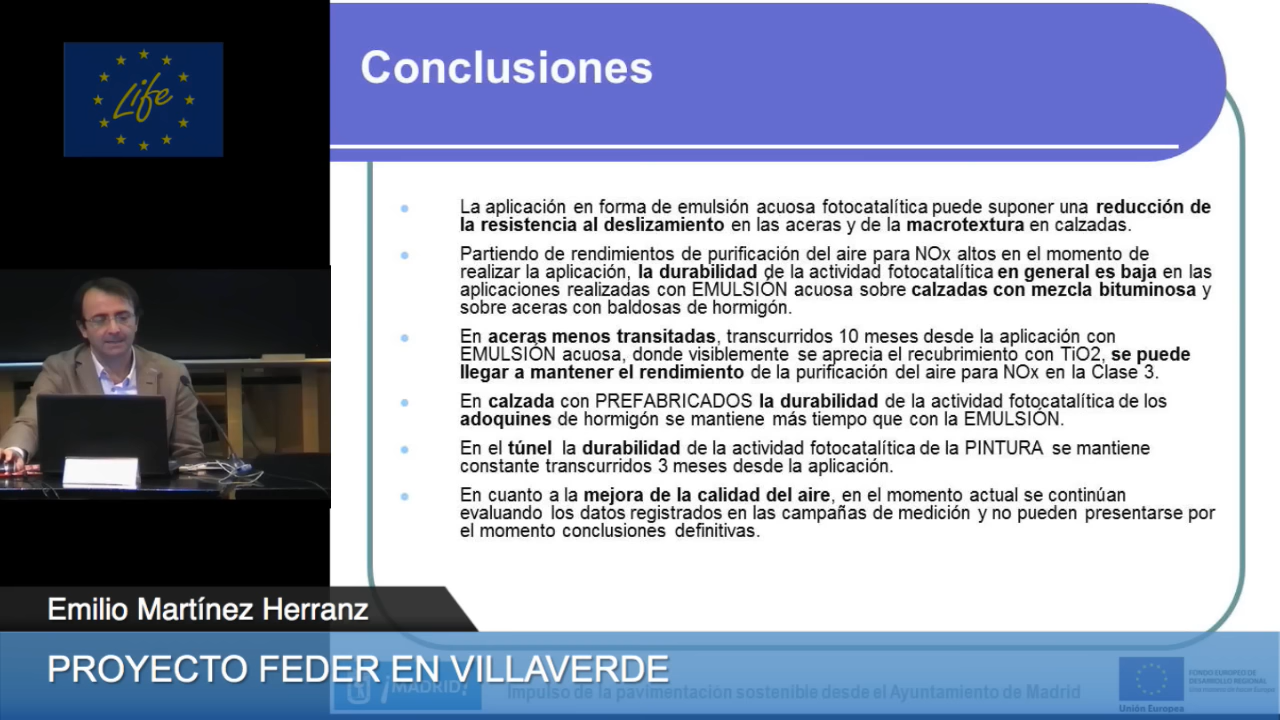 Life
Conclusiones
La aplicación en forma de emulsión acuosa fotocatalítica puede suponer una reducción de
la resistencia al deslizamiento en las aceras y de la macrotextura en calzadas.
Partiendo de rendimientos de purificación del aire para NOx altos en el momento de
realizar la aplicación, la durabilidad de la actividad fotocatalítica en general es baja en las
aplicaciones realizadas con EMULSIÓN acuosa sobre calzadas con mezcla bituminosa y
sobre aceras con baldosas de hormigón.
En aceras menos transitadas, transcurridos 10 meses desde la aplicación con
EMULSIÓN acuosa, donde visiblemente se aprecia el recubrimiento con TiO2, se puede
llegar a mantener el rendimiento de la purificación del aire para NOx en la Clase 3.
En calzada con PREFABRICADOS la durabilidad de la actividad fotocatalítica de los
adoquines de hormigón se mantiene más tiempo que con la EMULSIÓN.
En el túnel la durabilidad de la actividad fotocatalítica de la PINTURA se mantiene
constante transcurridos 3 meses desde la aplicación.
En cuanto a la mejora de la calidad del aire, en el momento actual se continúan
evaluando los datos registrados en las campañas de medición y no pueden presentarse por
el momento conclusiones definitivas.
Emilio Martínez Herranz
PROYECTO FEDER EN VILLAVERDE
¡MADRID!
Impulso de la pavimentación sostenible desde el Ayuntamiento de Madrid
Unión Europea
FONDO EUROPEO DE
DESARROLLO REGIONAL